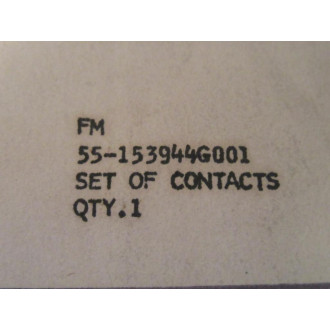 FM
55-153944G001
SET OF CONTACTS
QTY.1